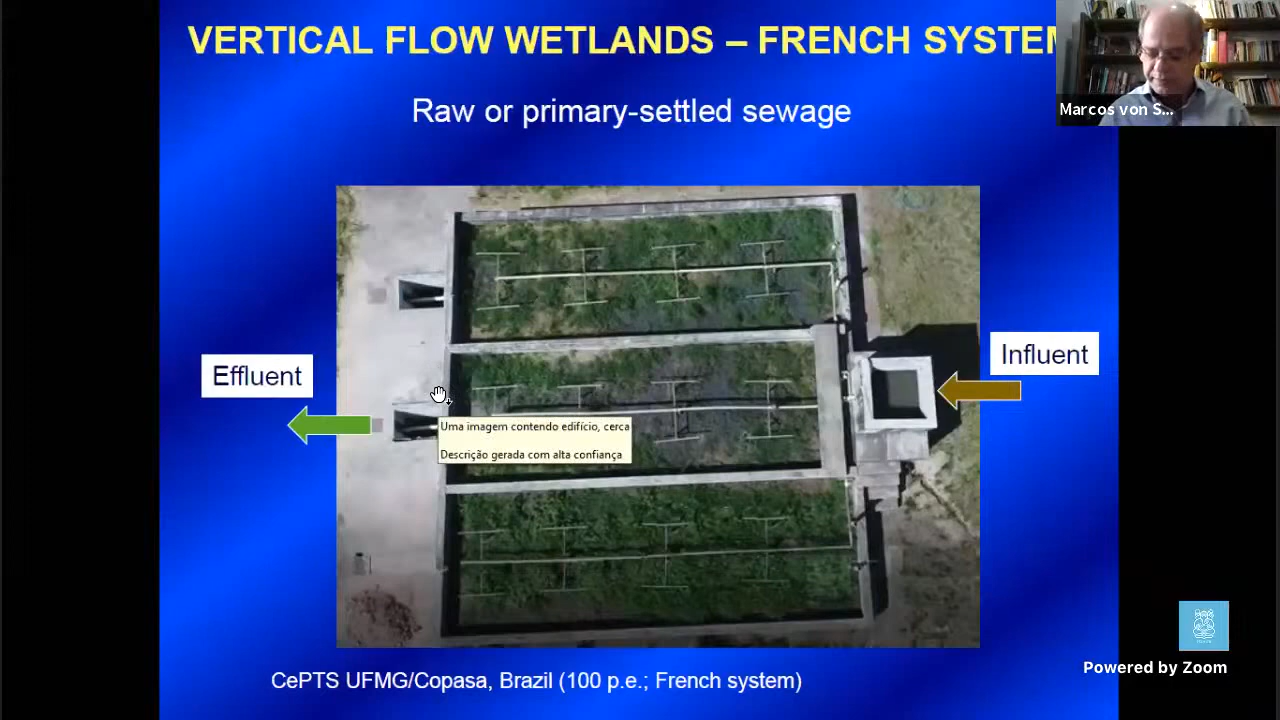 VERTICAL FLOW WETLANDS – FRENCH SYSTEM
Marcos von S...
Raw or primary-settled sewage
Influent
Effluent
Uma imagem contendo edifício, cerca
Descrição gerada com alta confiança
Powered by Zoom
CePTS UFMG/Copasa, Brazil (100 p.e.; French system)